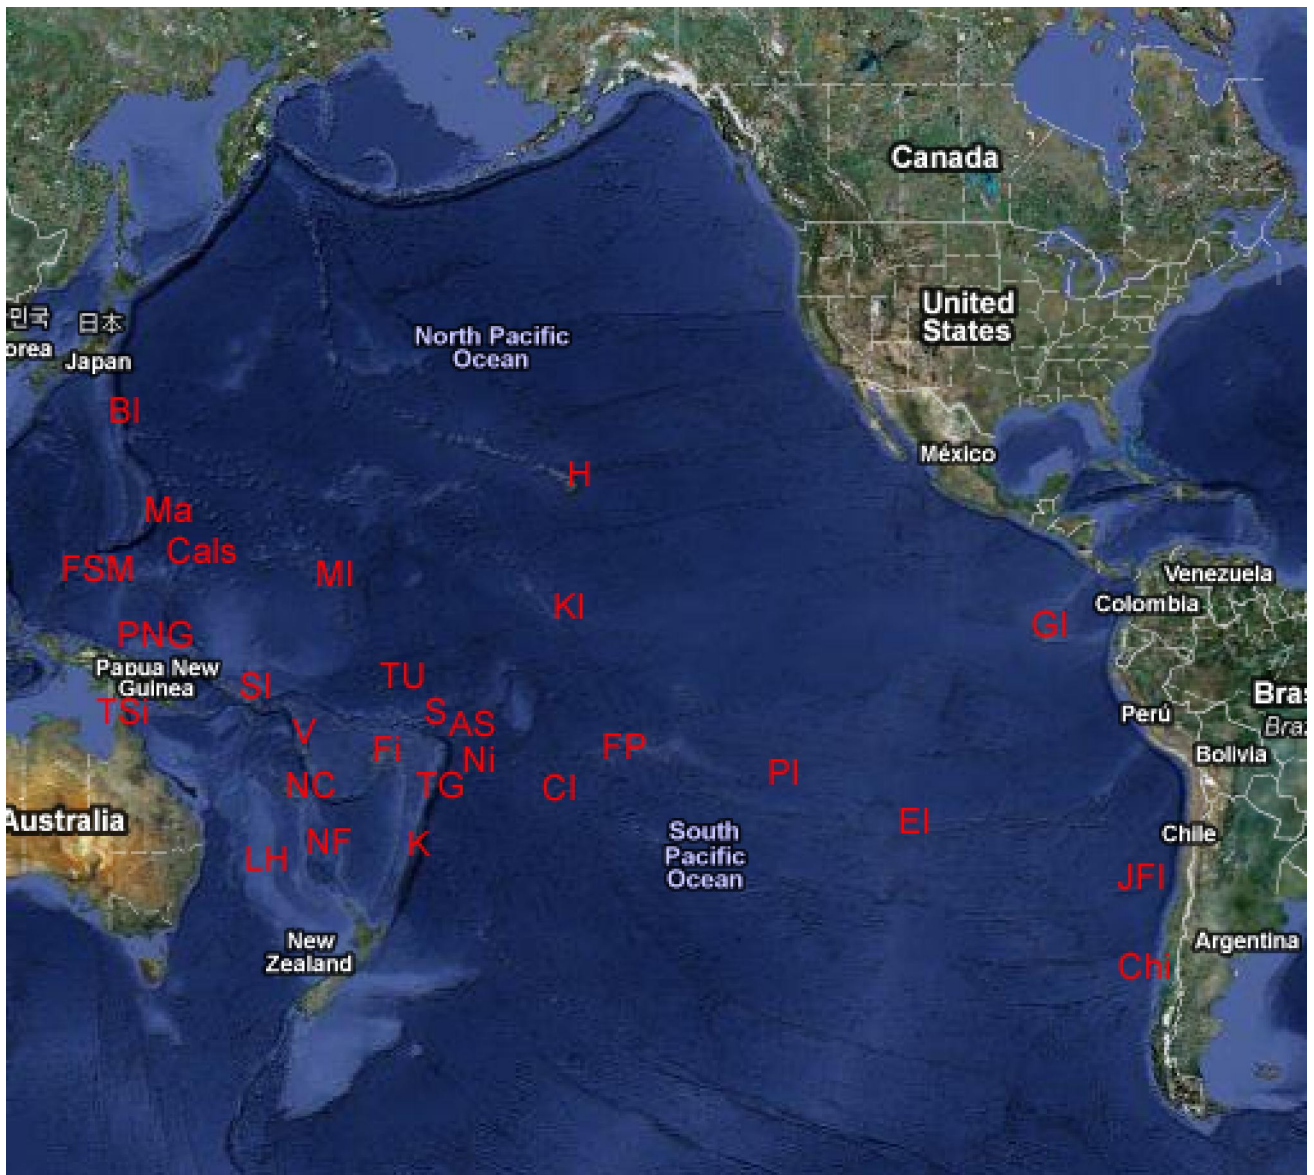 Canada
United
States
민국
日本
orea
Japan
North Pacific
Ocean
BI
México
H
Ma
Cals
FSM
MI
Venezuela
KI
Colombia
GI
PNG
Papua New
Guinea
TU
SI
Bras
TSi
S
AS
Perú
Braz
V
Fi
Ni
FP
Bolivia
PI
NC
TG
CI
Australia
EI
South
Pacific
Ocean
Chile
NF
K
LH
JFI
New
Zealand
Argentina
Chi